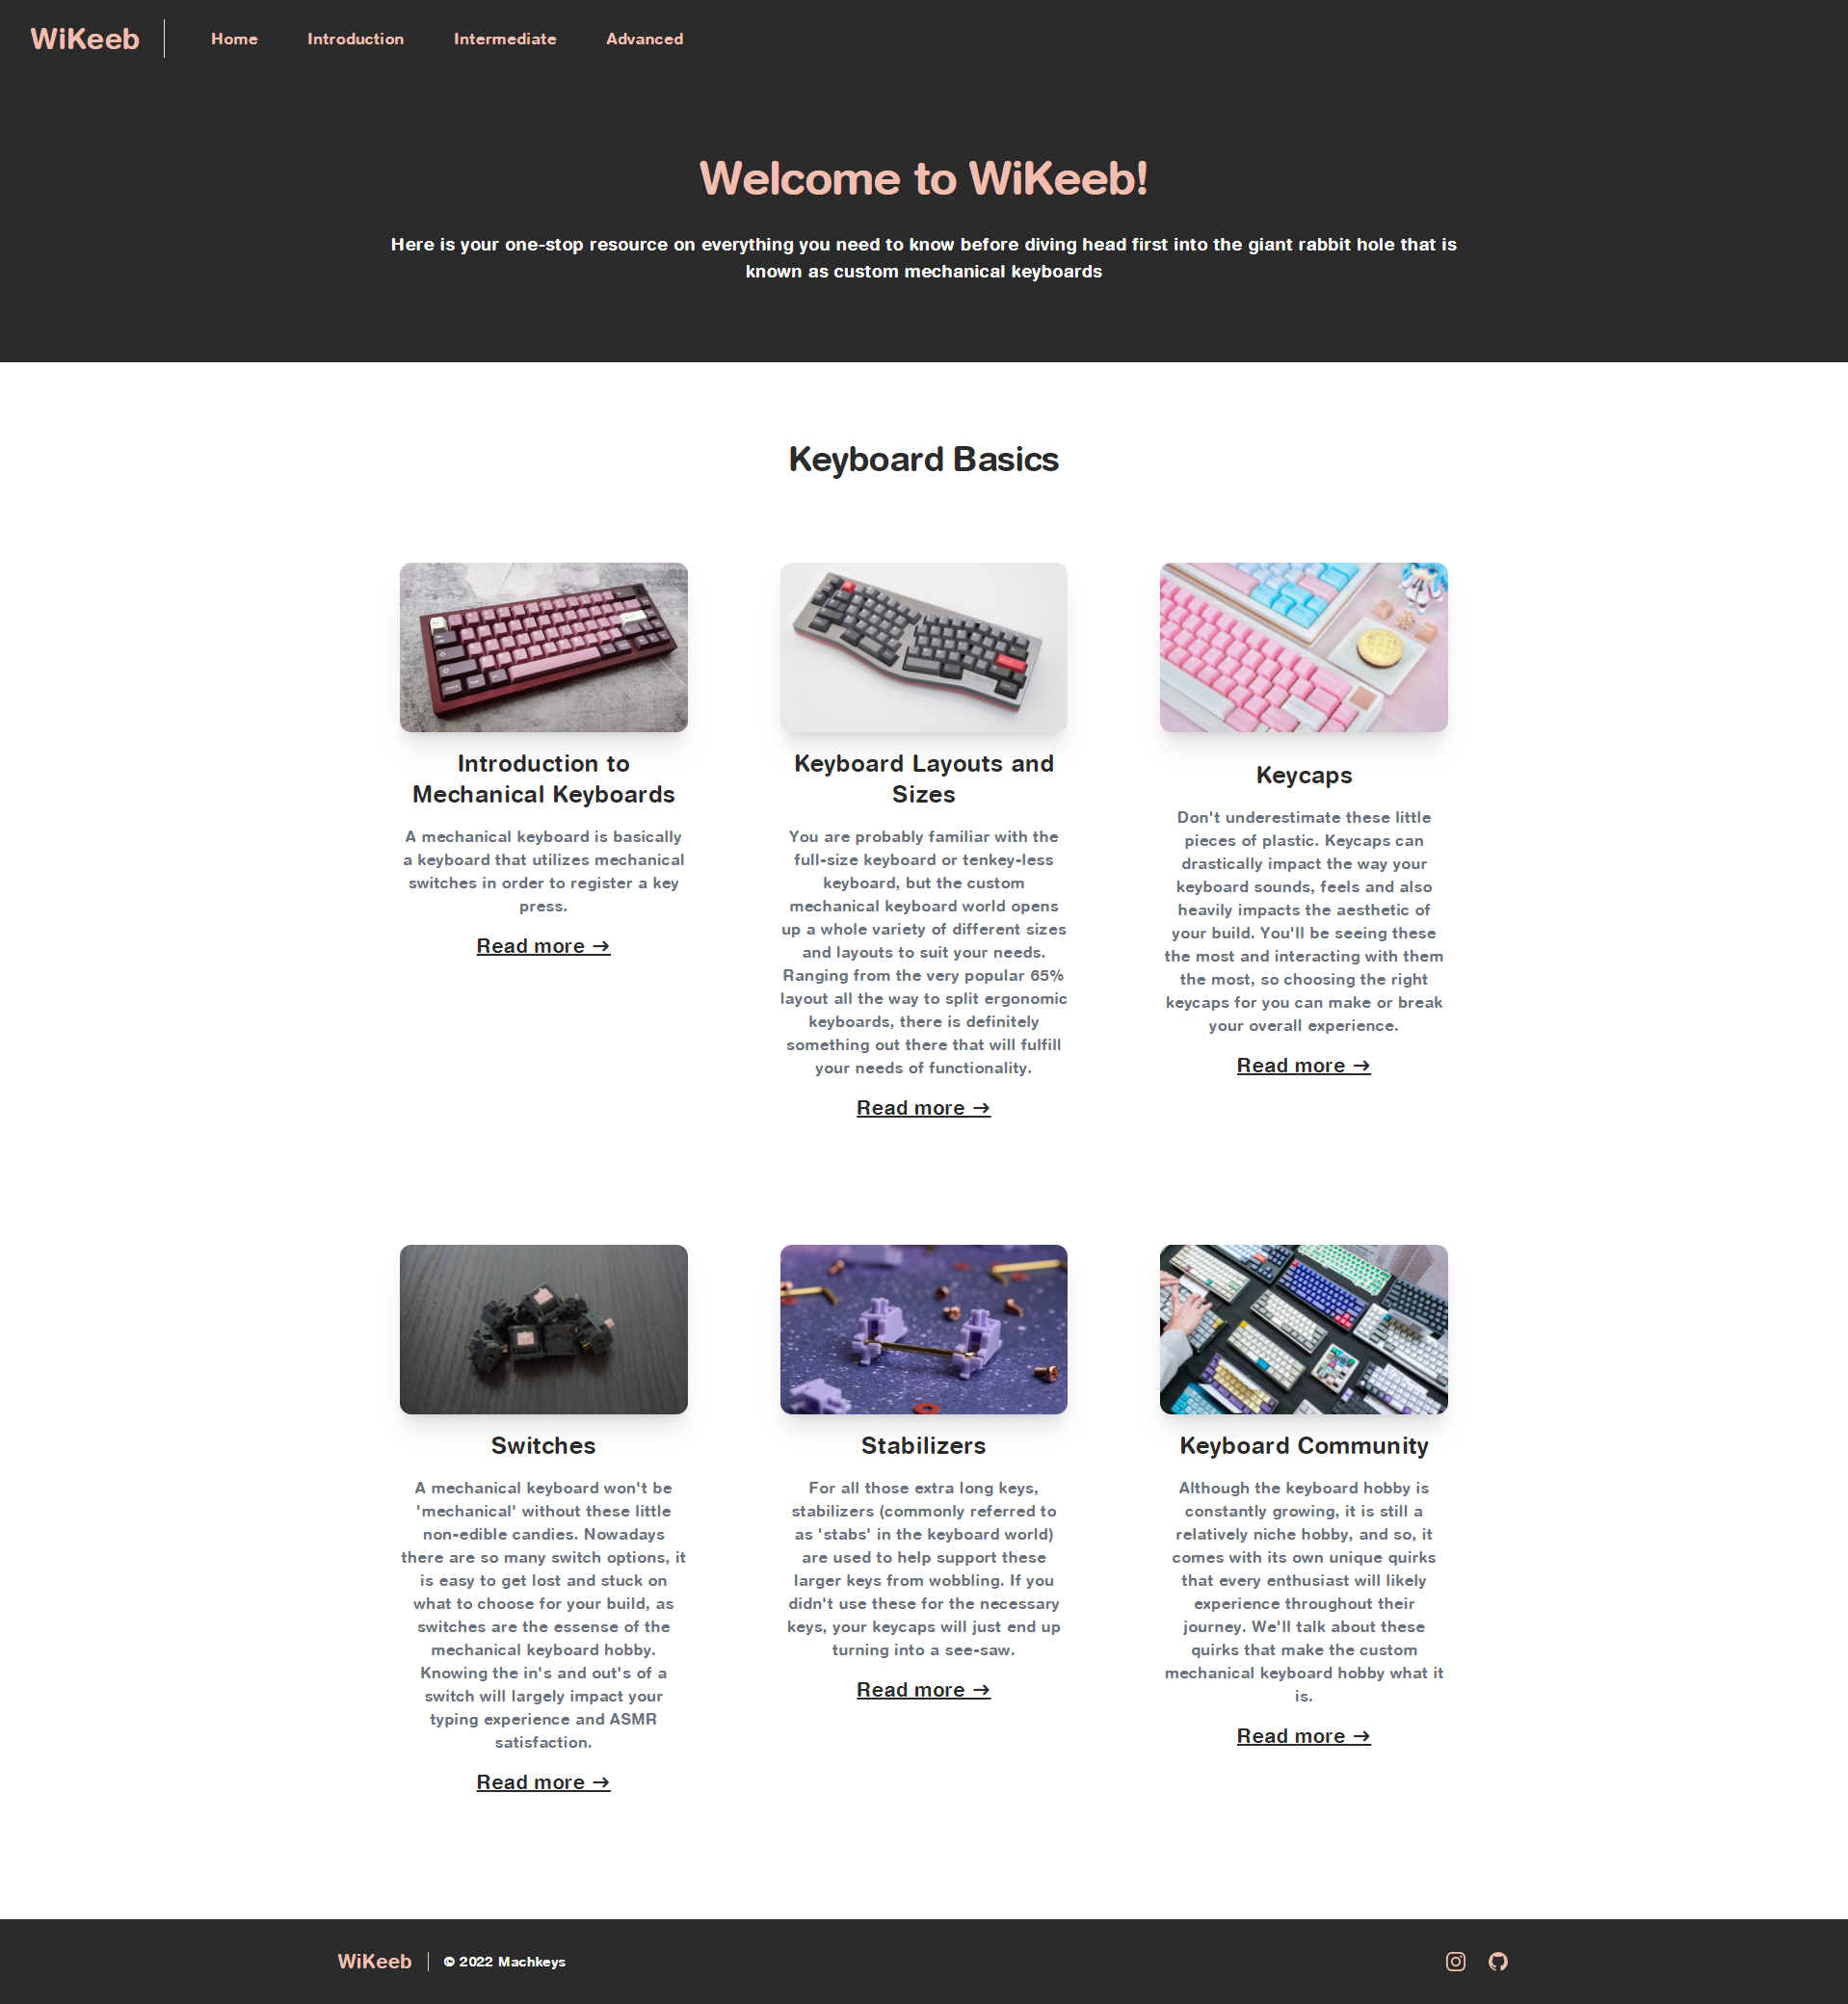 WiKeeb
Home
Introduction
Intermediate
Advanced
Welcome to WiKeeb!
Here is your one-stop resource on everything you need to know before diving head first into the giant rabbit hole that is
known as custom mechanical keyboards
Keyboard Basics
Introduction to
Mechanical Keyboards
A mechanical keyboard is basically
a keyboard that utilizes mechanical
switches in order to register a key
press.
Read more →
Keyboard Layouts and
Sizes
You are probably familiar with the
full-size keyboard or tenkey-less
keyboard, but the custom
mechanical keyboard world opens
up a whole variety of different sizes
and layouts to suit your needs.
Ranging from the very popular 65%
layout all the way to split ergonomic
keyboards, there is definitely
something out there that will fulfill
your needs of functionality.
Read more →
Keycaps
Don't underestimate these little
pieces of plastic. Keycaps can
drastically impact the way your
keyboard sounds, feels and also
heavily impacts the aesthetic of
your build. You'll be seeing these
the most and interacting with them
the most, so choosing the right
keycaps for you can make or break
your overall experience.
Read more →
Switches
A mechanical keyboard won't be
'mechanical' without these little
non-edible candies. Nowadays
there are so many switch options, it
is easy to get lost and stuck on
what to choose for your build, as
switches are the essense of the
mechanical keyboard hobby.
Knowing the in's and out's of a
switch will largely impact your
typing experience and ASMR
satisfaction.
Read more →
Stabilizers
For all those extra long keys,
stabilizers (commonly referred to
as 'stabs' in the keyboard world)
are used to help support these
larger keys from wobbling. If you
didn't use these for the necessary
keys, your keycaps will just end up
turning into a see-saw.
Read more →
Keyboard Community
Although the keyboard hobby is
constantly growing, it is still a
relatively niche hobby, and so, it
comes with its own unique quirks
that every enthusiast will likely
experience throughout their
journey. We'll talk about these
quirks that make the custom
mechanical keyboard hobby what it
is.
Read more →
WiKeeb
© 2022 Machkeys